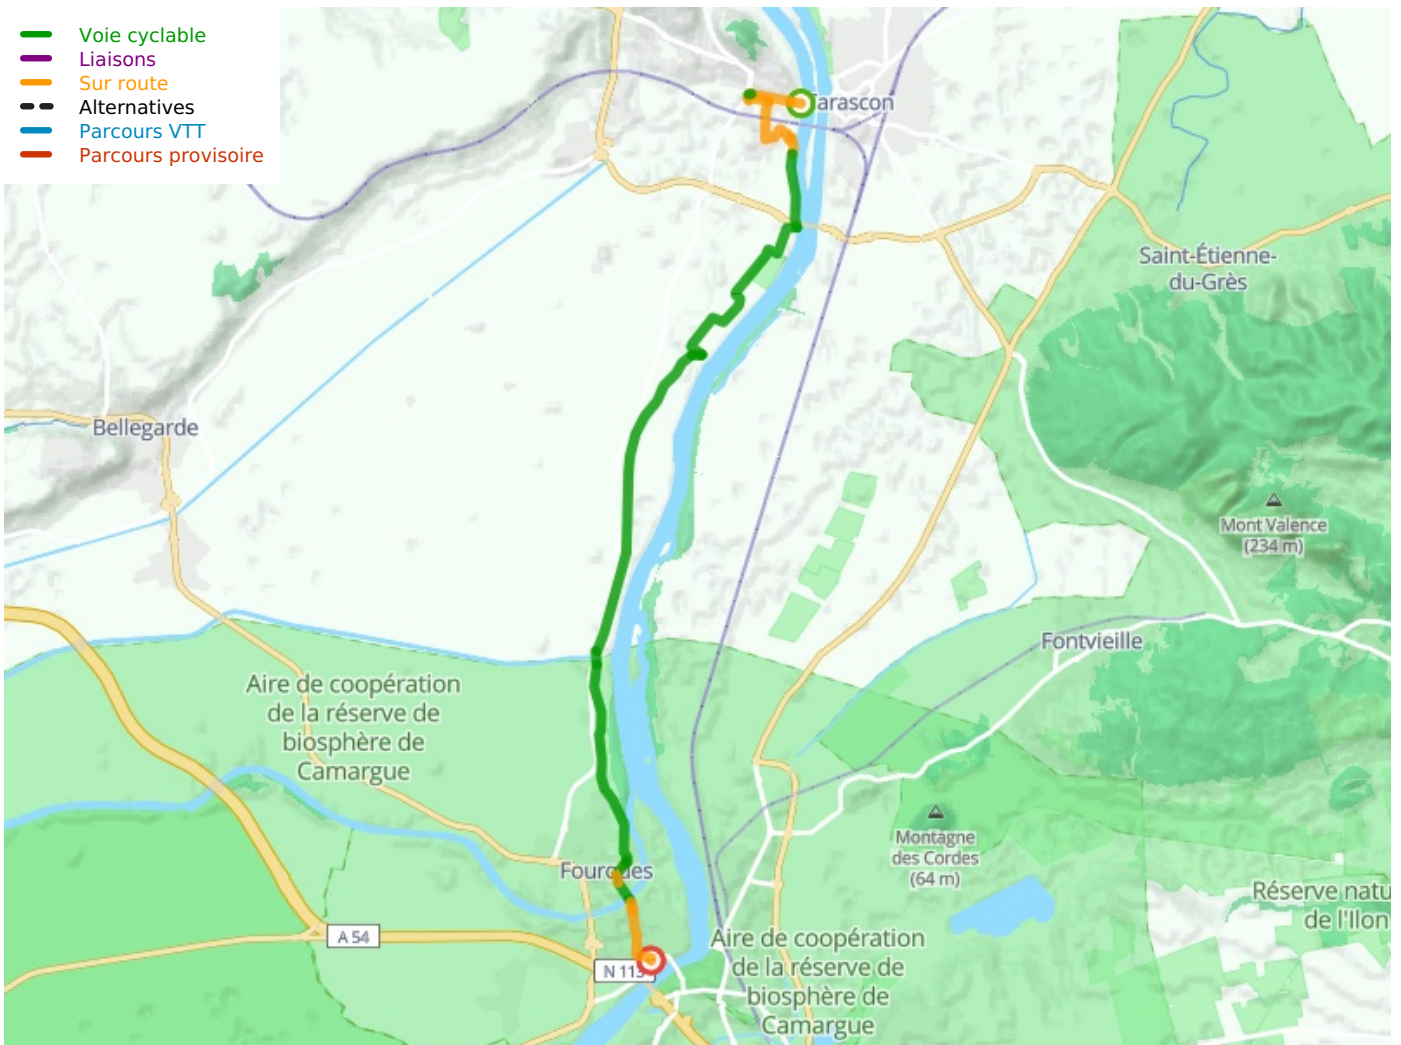 Voie cyclable
Liaisons
Sur route
Alternatives
Parcours VTT
Parcours provisoire
Tarascon
Saint-Étienne-
du-Grès
Bellegarde
Mont Valence
(234 m)
Fontvieille
Aire de coopération
de la réserve de
biosphère de
Camargue
Montagne
des Cordes
(64 m)
Fourques
Réserve natu
de l'Ilon
A 54
Aire de coopération
de la réserve de
biosphère de
Camargue
N 113